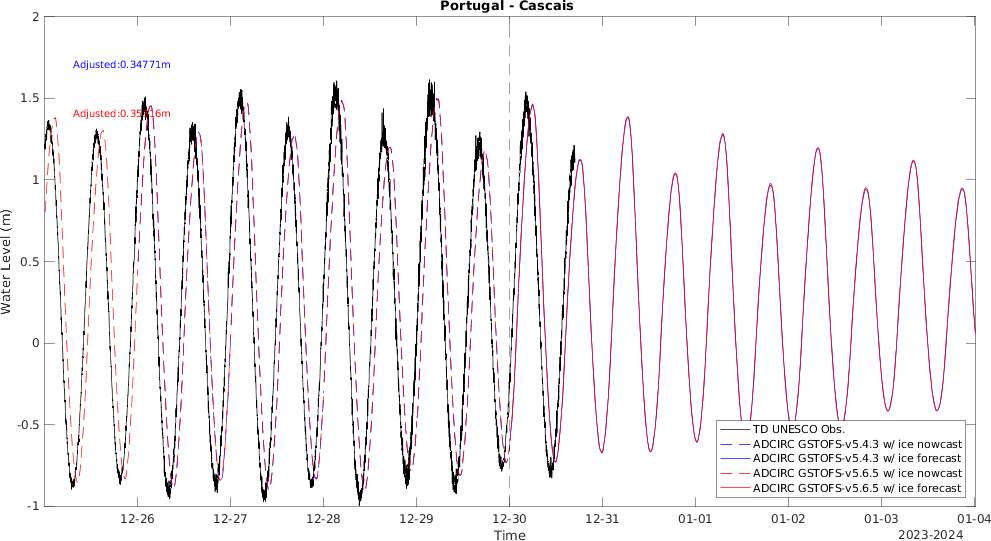 Portugal - Cascais
2
1.5
1
0.5
0
-0.5
-1
Water Level (m)
Adjusted:0.34771m
12-26
12-27
12-28
12-29
12-30
12-31
01-01
01-02
01-03
01-04
Time
2023-2024
TD UNESCO Obs.
ADCIRC GSTOFS-v5.4.3 w/ ice nowcast
ADCIRC GSTOFS-v5.4.3 w/ ice forecast
ADCIRC GSTOFS-v5.6.5 w/ ice nowcast
ADCIRC GSTOFS-v5.6.5 w/ ice forecast